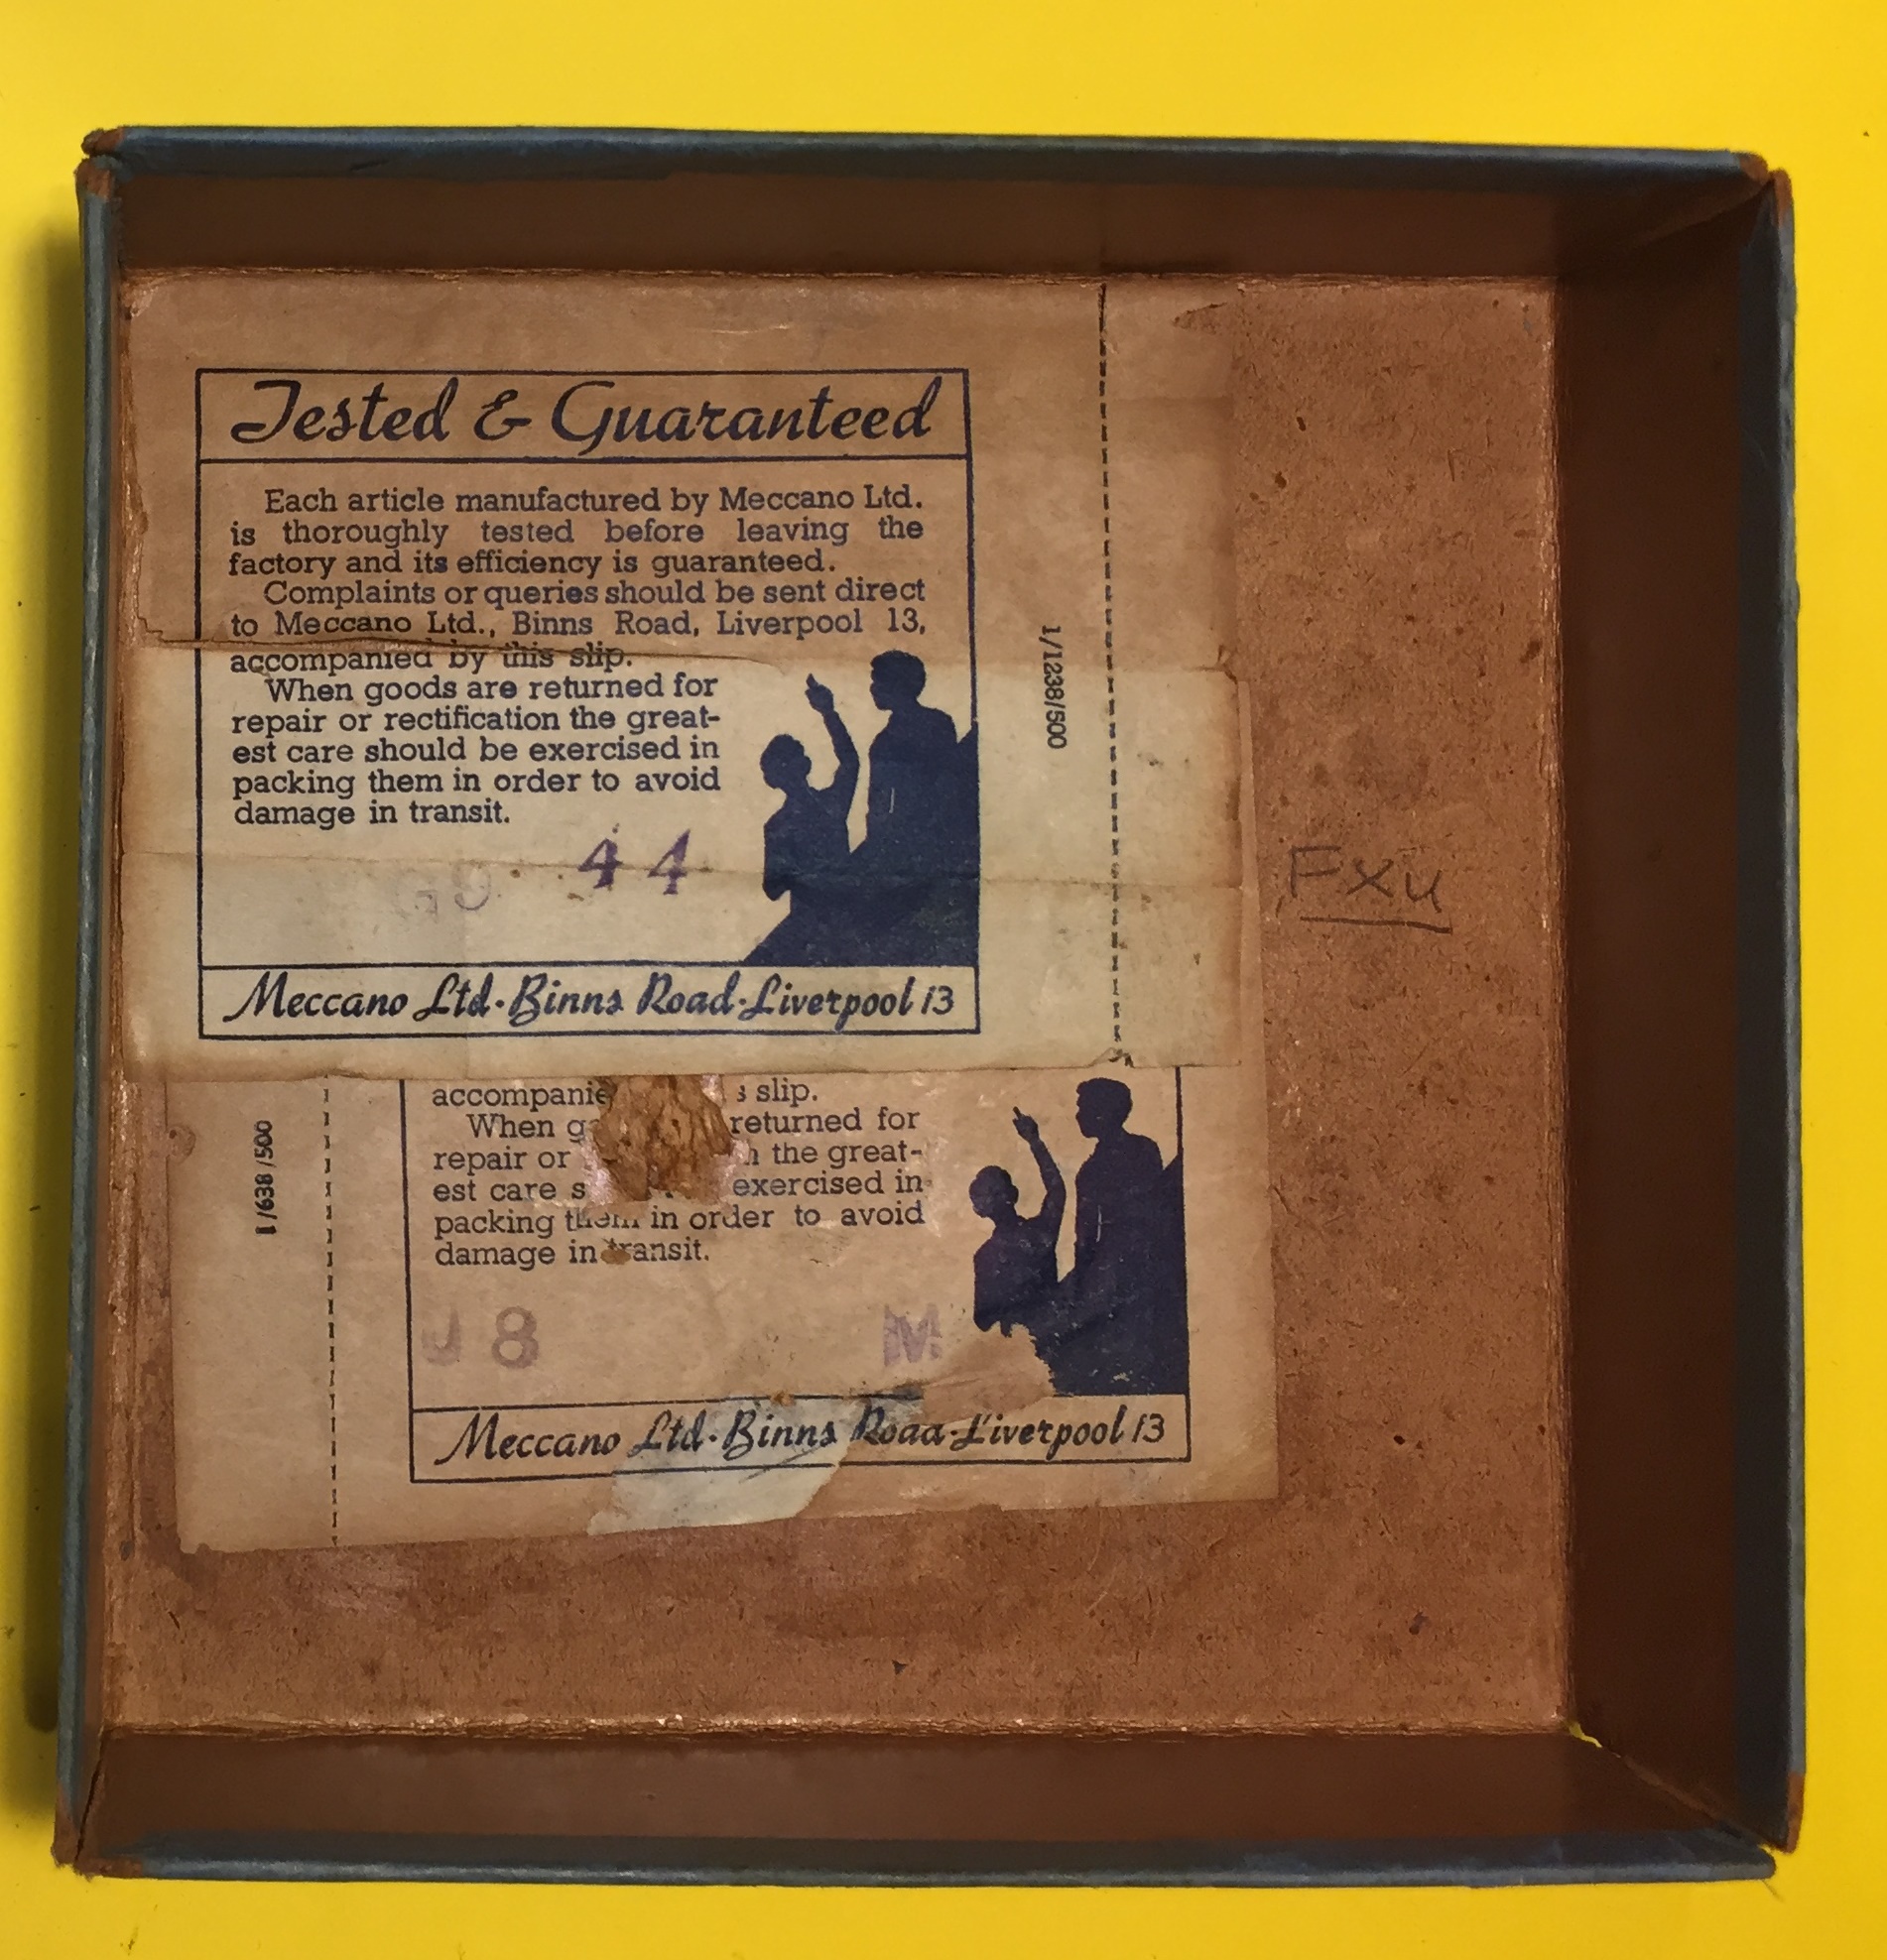 Tested & Guaranteed
Each article manufactured by Meccano Ltd.
is thoroughly tested before leaving the
factory and its efficiency is guaranteed.
Complaints or queries should be sent direct
to Meccano Ltd., Binns Road, Liverpool 13,
accompanied by this slip.
When goods are returned for
repair or rectification the great-
est care should be exercised in
packing them in order to avoid
damage in transit.
44
Meccano Ltd·Binns Road·Liverpool 13
1/1238/500
Fxu
accompanie s slip.
When returned for
repair or the great-
est care s exercised in
packing them in order to avoid
damage in transit.
J 8 M
Meccano Ltd·Binns Road·Liverpool 13
1/638/500